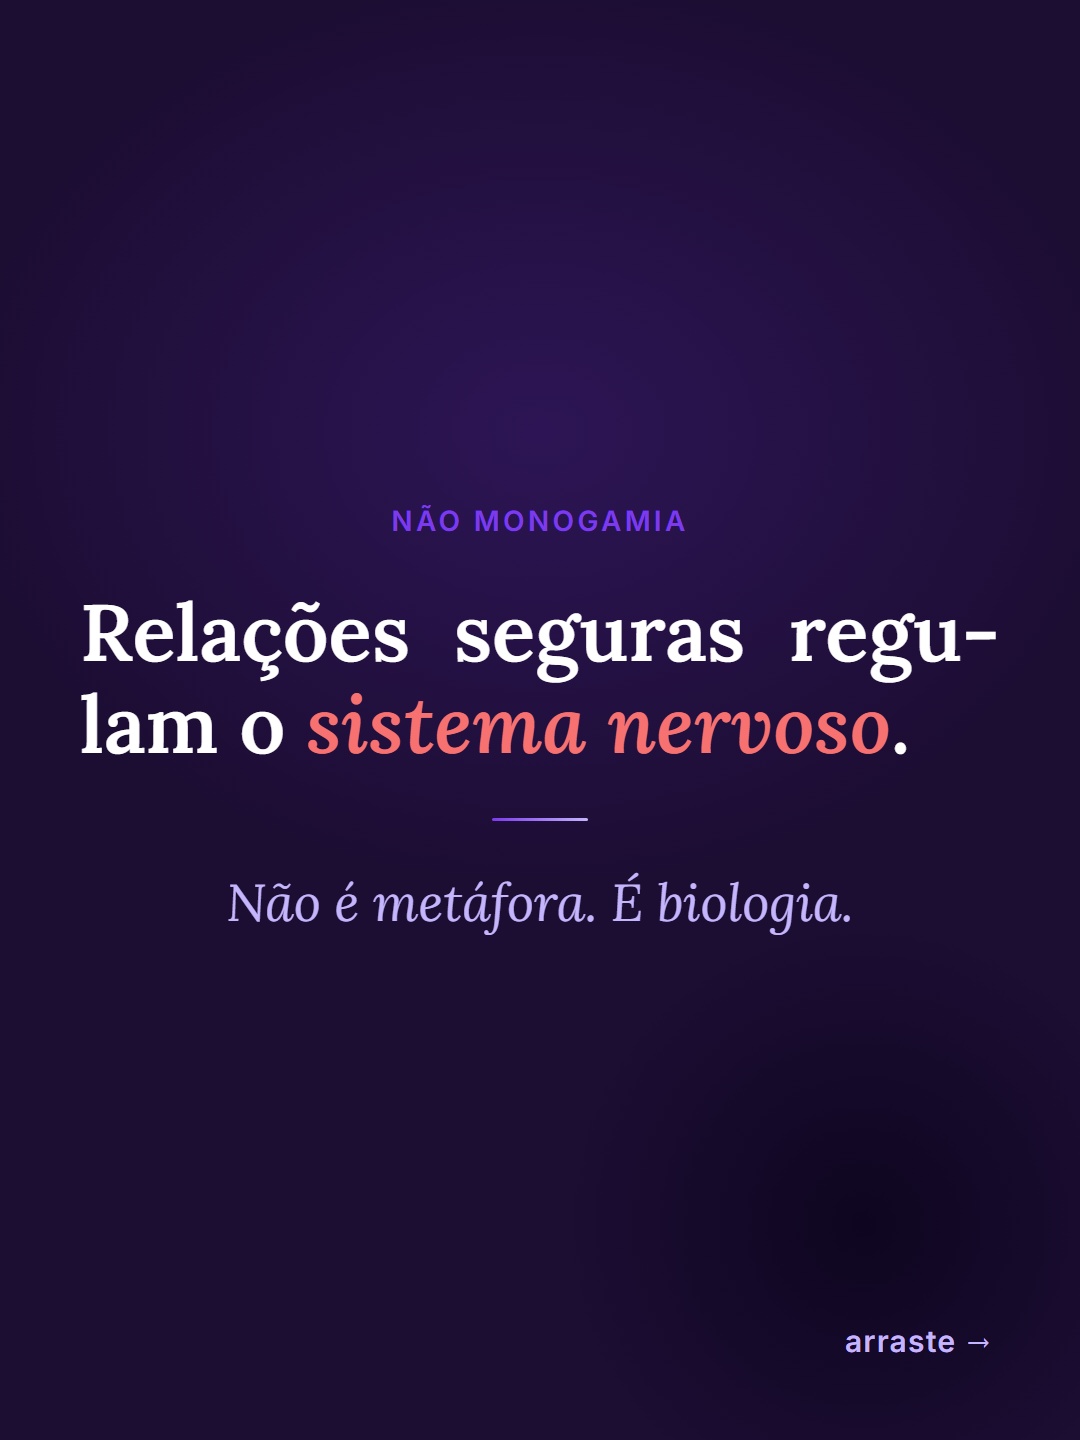 NÃO MONOGAMIA
Relações seguras regu-
lam o sistema nervoso.
Não é metáfora. É biologia.
arraste →